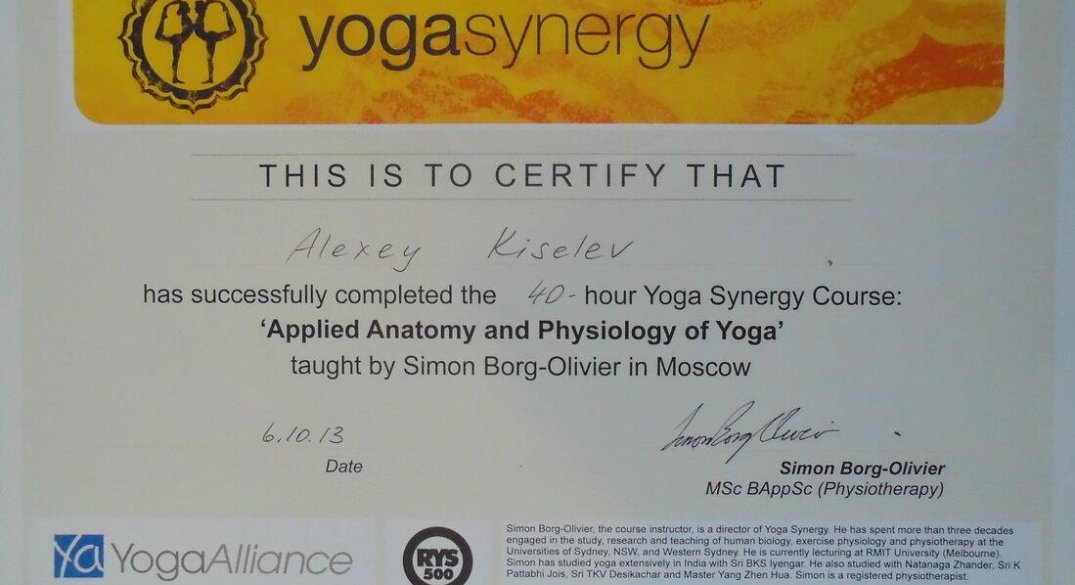 yogasynergy
THIS IS TO CERTIFY THAT
Alexey Kiselev
has successfully completed the 40- hour Yoga Synergy Course:
‘Applied Anatomy and Physiology of Yoga’
taught by Simon Borg-Olivier in Moscow
6.10.13
Simon Borg Olivier
Date
Simon Borg-Olivier
MSc BAppSc (Physiotherapy)
Ya YogaAlliance
RYS
500
Simon Borg-Olivier, the course instructor, is a director of Yoga Synergy. He has spent more than three decades
engaged in the study, research and teaching of human biology, exercise physiology and physiotherapy at the
Universities of Sydney, NSW, and Western Sydney. He is currently lecturing at RMIT University (Melbourne).
Simon has studied yoga extensively in India with Sri BKS Iyengar. He also studied with Natanaga Zhander, Sri K
Pattabhi Jois, Sri TKV Desikachar and Master Yang Zhen Hua. Simon is a registered physiotherapist.